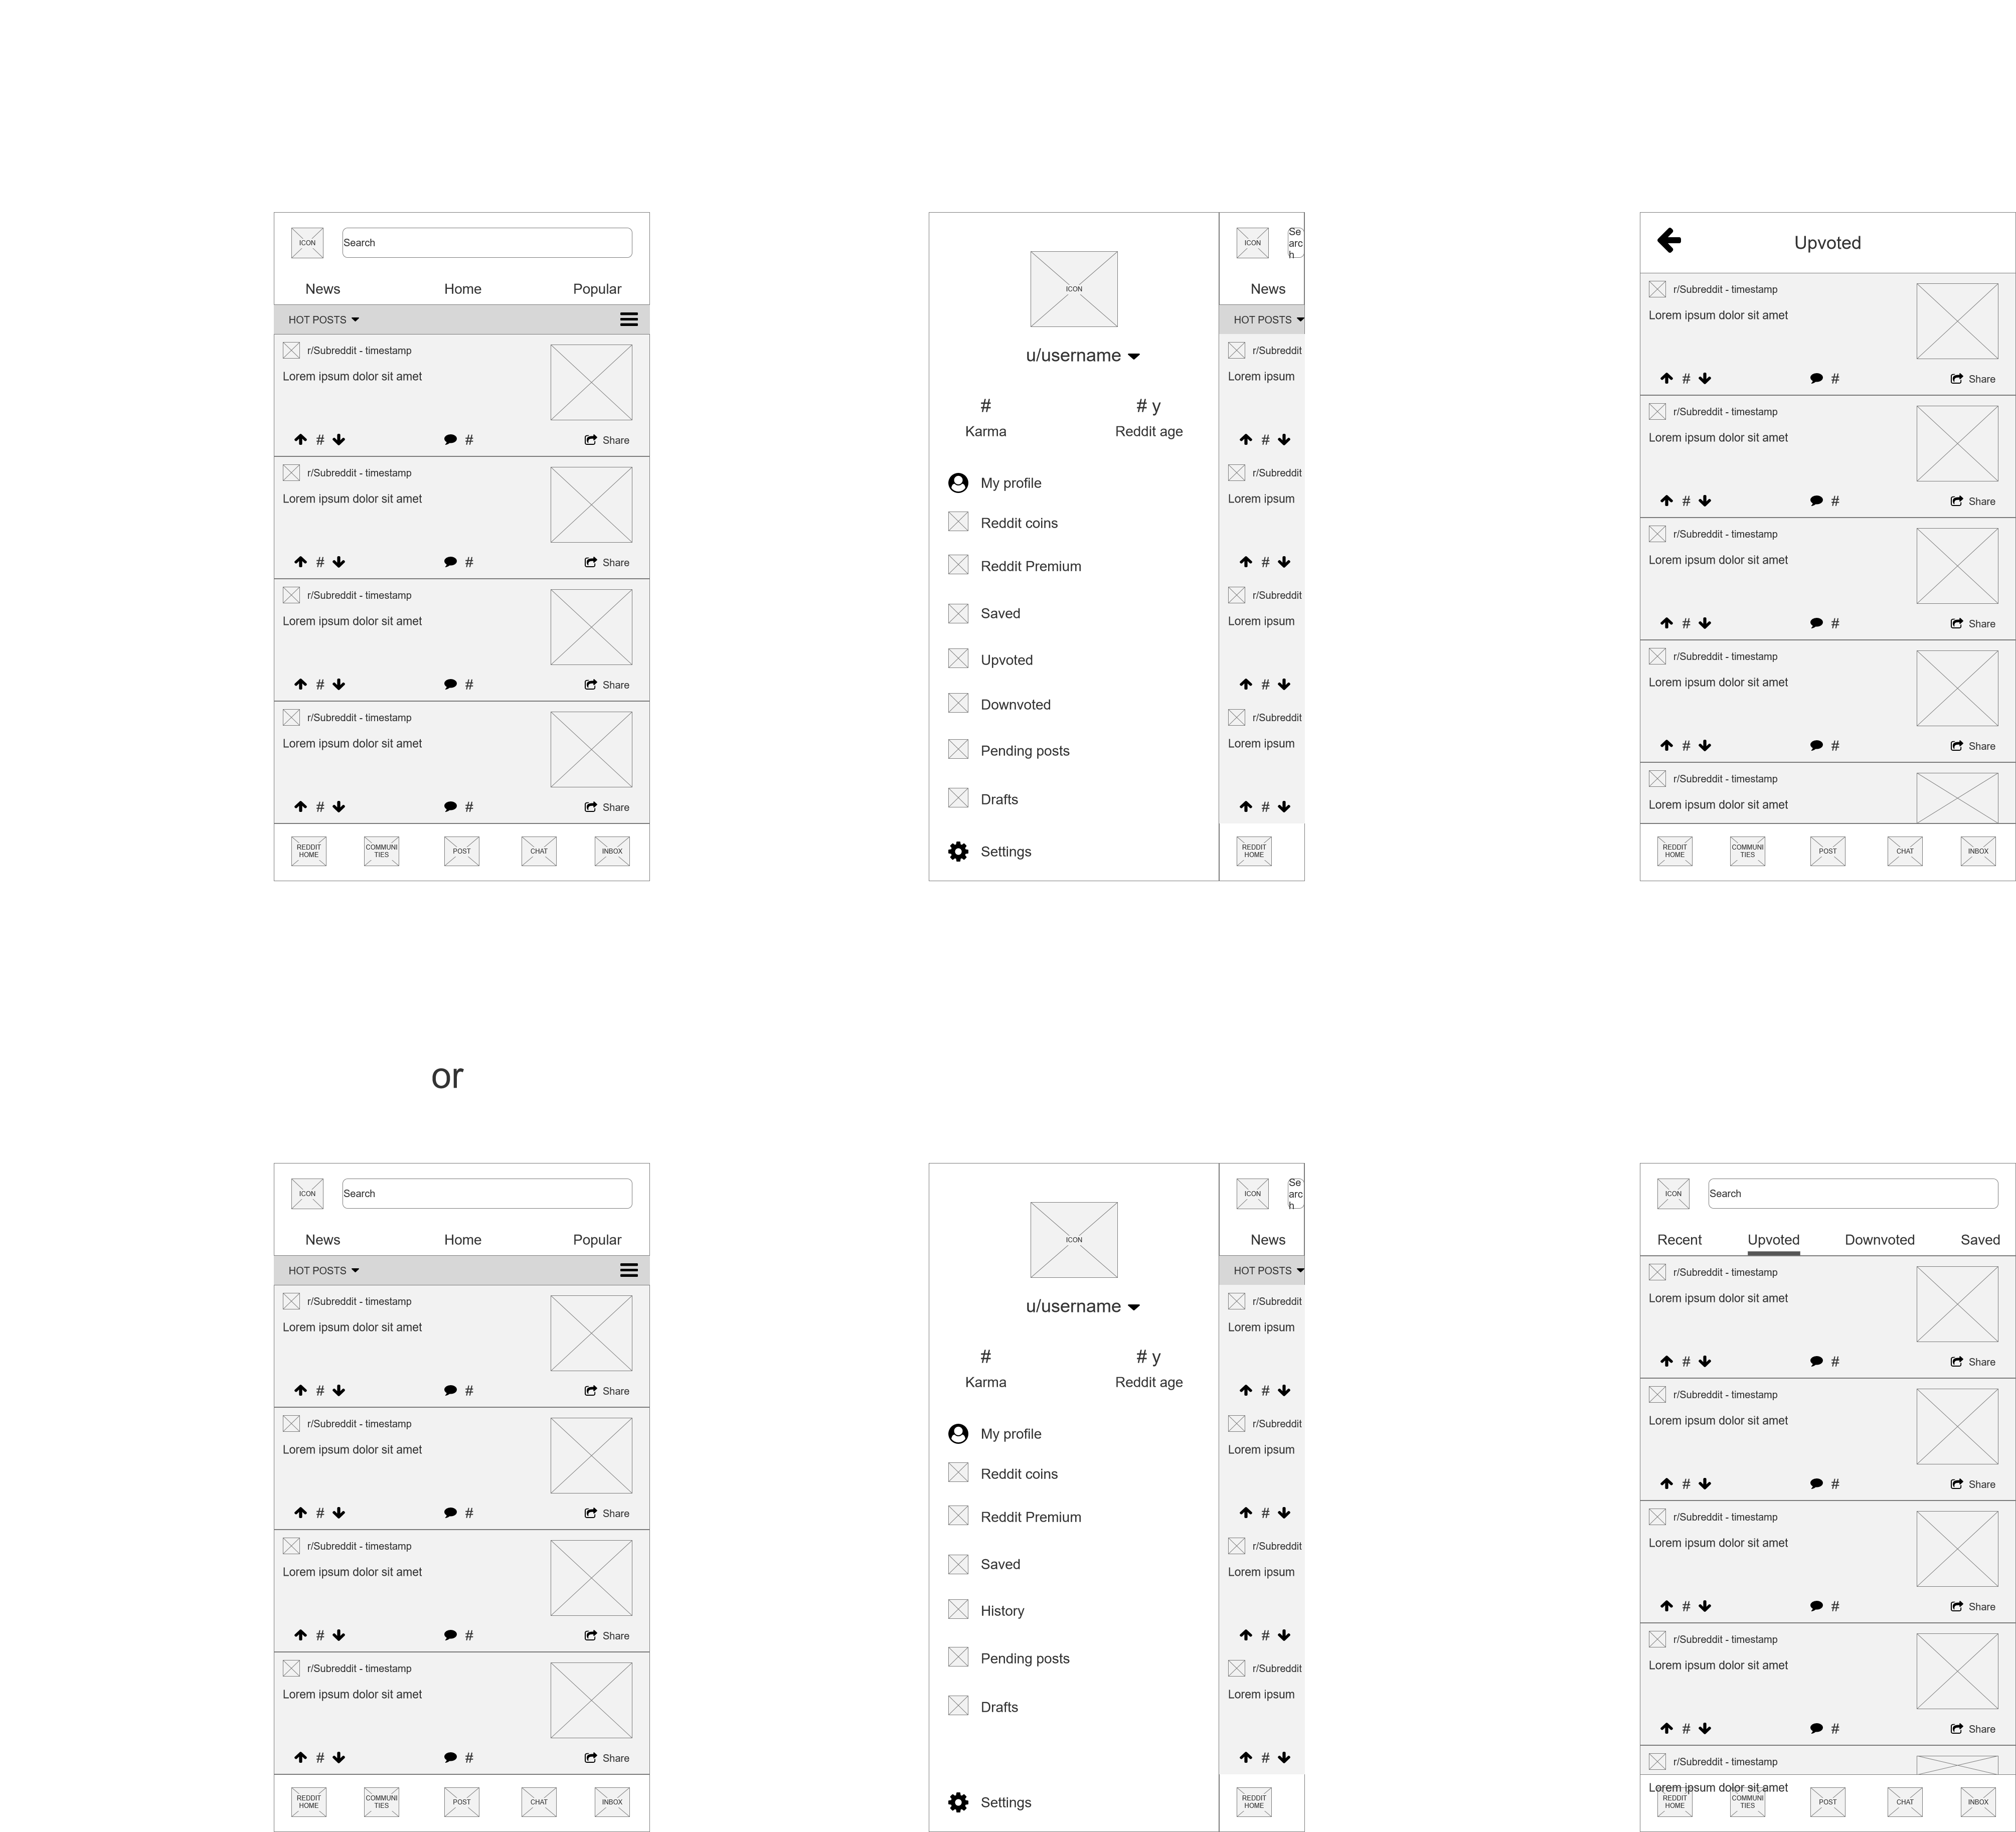 ICON
Search
News Home Popular
HOT POSTS
r/Subreddit - timestamp
Lorem ipsum dolor sit amet
# # Share
r/Subreddit - timestamp
Lorem ipsum dolor sit amet
# # Share
r/Subreddit - timestamp
Lorem ipsum dolor sit amet
# # Share
r/Subreddit - timestamp
Lorem ipsum dolor sit amet
# # Share
REDDIT
HOME
COMMUNI
TIES
POST
CHAT
INBOX
ICON
u/username
# # y
Karma Reddit age
My profile
Reddit coins
Reddit Premium
Saved
Upvoted
Downvoted
Pending posts
Drafts
Settings
ICON
Se
arc
h
News
HOT POSTS
r/Subreddit
Lorem ipsum
#
r/Subreddit
Lorem ipsum
#
r/Subreddit
Lorem ipsum
#
r/Subreddit
Lorem ipsum
#
REDDIT
HOME
Upvoted
r/Subreddit - timestamp
Lorem ipsum dolor sit amet
# # Share
r/Subreddit - timestamp
Lorem ipsum dolor sit amet
# # Share
r/Subreddit - timestamp
Lorem ipsum dolor sit amet
# # Share
r/Subreddit - timestamp
Lorem ipsum dolor sit amet
# # Share
r/Subreddit - timestamp
Lorem ipsum dolor sit amet
REDDIT
HOME
COMMUNI
TIES
POST
CHAT
INBOX
or
ICON
Search
News Home Popular
HOT POSTS
r/Subreddit - timestamp
Lorem ipsum dolor sit amet
# # Share
r/Subreddit - timestamp
Lorem ipsum dolor sit amet
# # Share
r/Subreddit - timestamp
Lorem ipsum dolor sit amet
# # Share
r/Subreddit - timestamp
Lorem ipsum dolor sit amet
# # Share
REDDIT
HOME
COMMUNI
TIES
POST
CHAT
INBOX
ICON
u/username
# # y
Karma Reddit age
My profile
Reddit coins
Reddit Premium
Saved
History
Pending posts
Drafts
Settings
ICON
Se
arc
h
News
HOT POSTS
r/Subreddit
Lorem ipsum
#
r/Subreddit
Lorem ipsum
#
r/Subreddit
Lorem ipsum
#
r/Subreddit
Lorem ipsum
#
REDDIT
HOME
ICON
Search
Recent Upvoted Downvoted Saved
r/Subreddit - timestamp
Lorem ipsum dolor sit amet
# # Share
r/Subreddit - timestamp
Lorem ipsum dolor sit amet
# # Share
r/Subreddit - timestamp
Lorem ipsum dolor sit amet
# # Share
r/Subreddit - timestamp
Lorem ipsum dolor sit amet
# # Share
r/Subreddit - timestamp
Lorem ipsum dolor sit amet
REDDIT
HOME
COMMUNI
TIES
POST
CHAT
INBOX